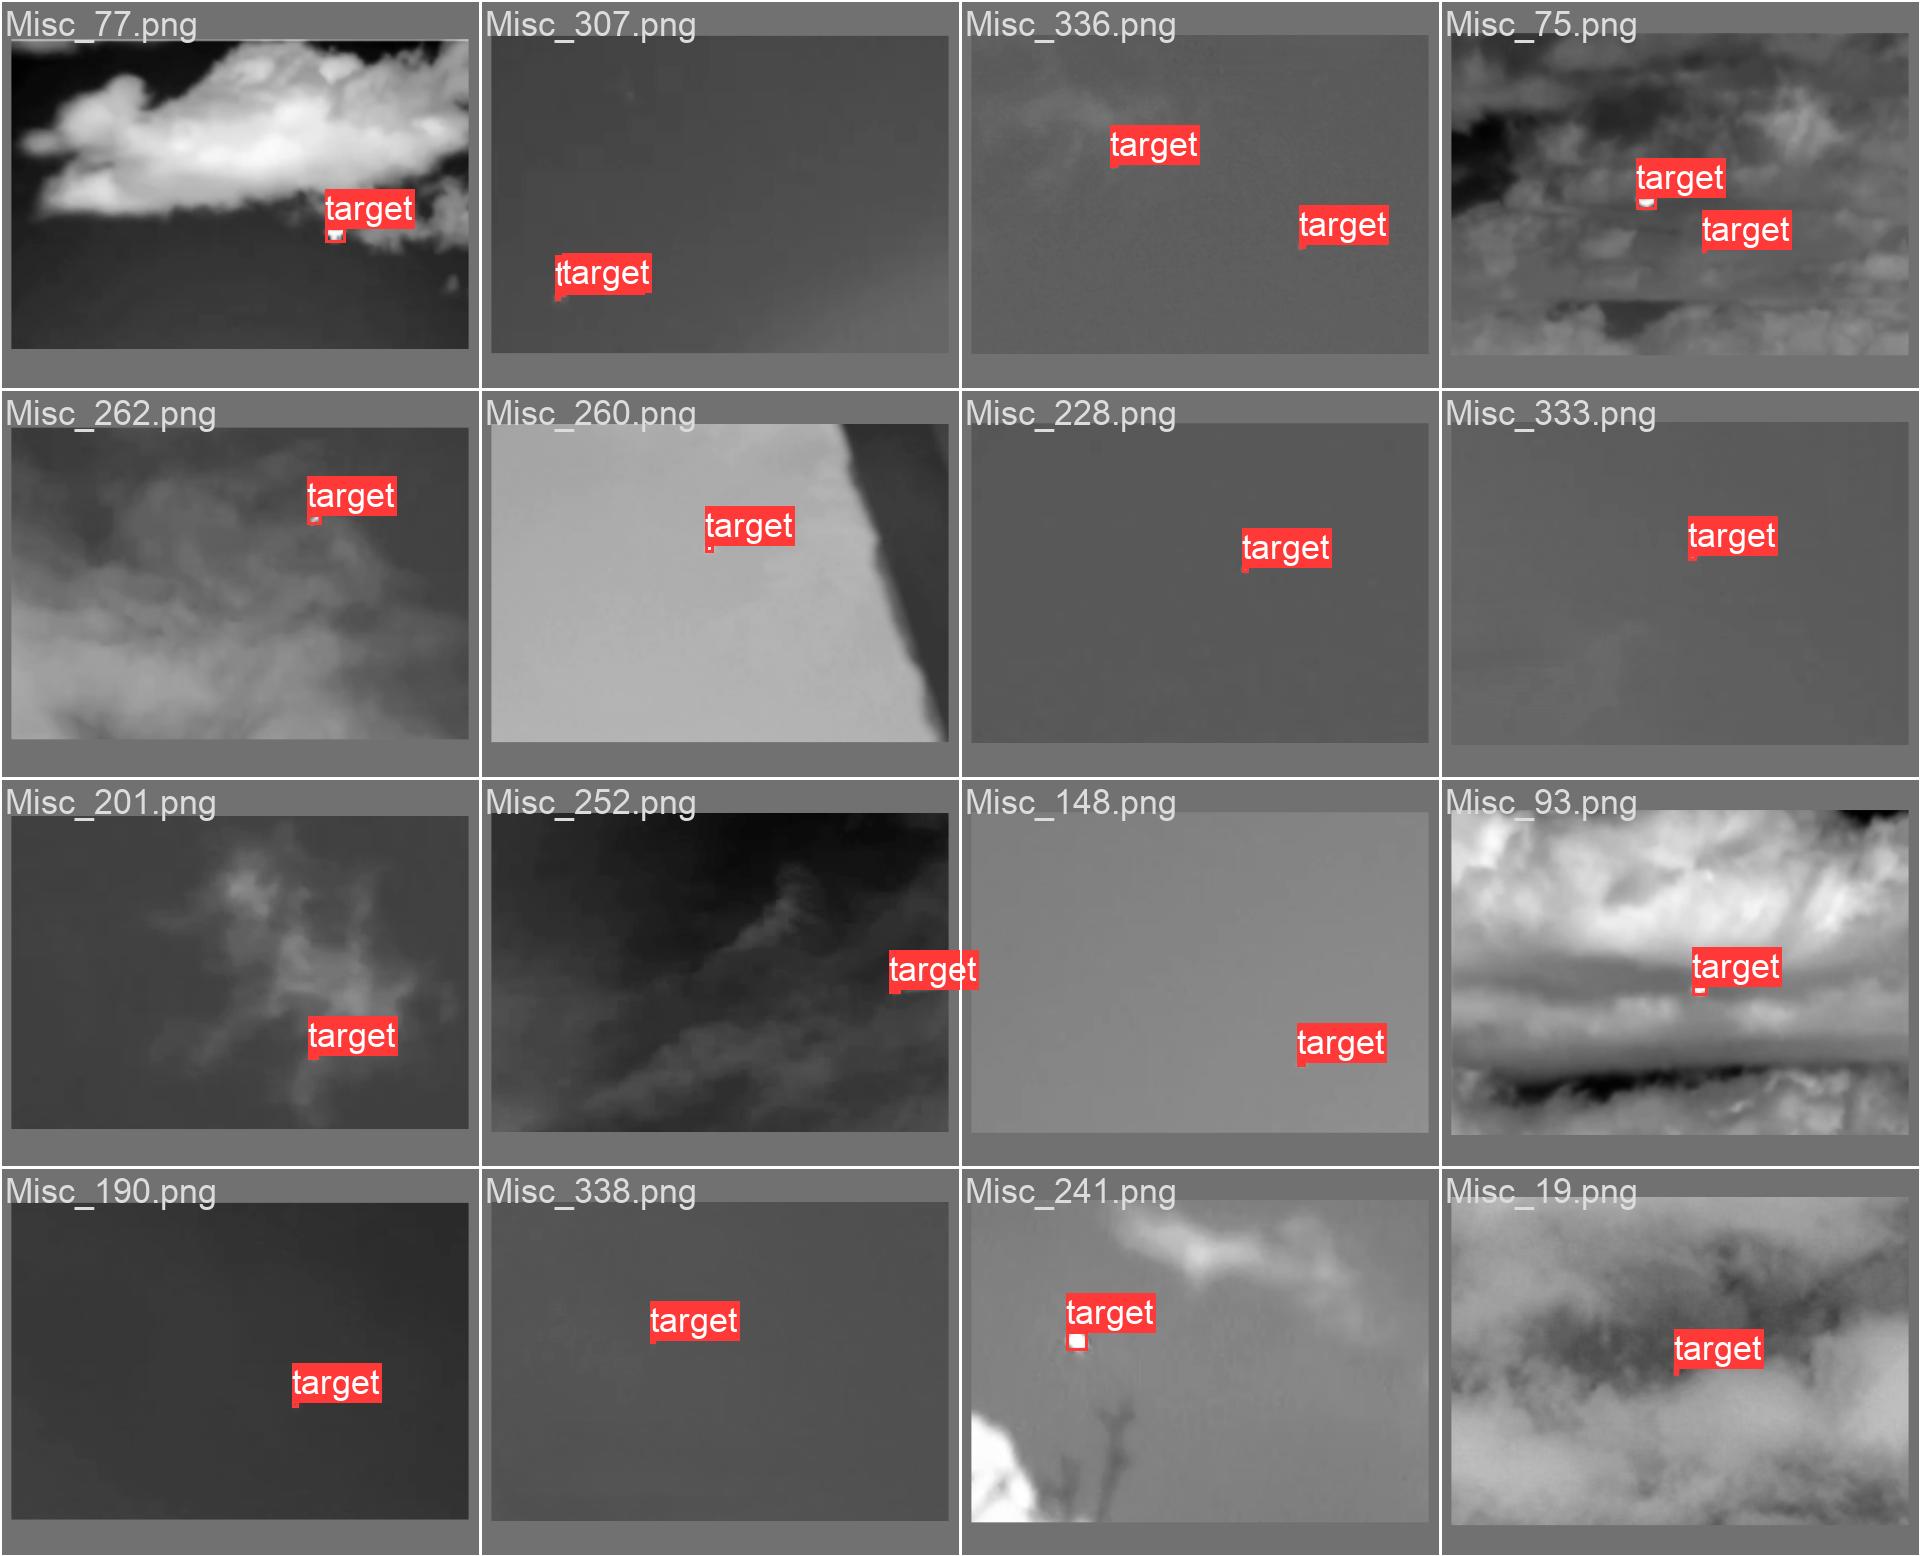 Misc_77.png
Misc_307.png
Misc_336.png
Misc_75.png
target
target
target
target
target
target
target
Misc_262.png
Misc_260.png
Misc_228.png
Misc_333.png
target
target
target
target
Misc_201.png
Misc_252.png
Misc_148.png
Misc_93.png
target
target
target
target
Misc_190.png
Misc_338.png
Misc_241.png
Misc_19.png
target
target
target
target